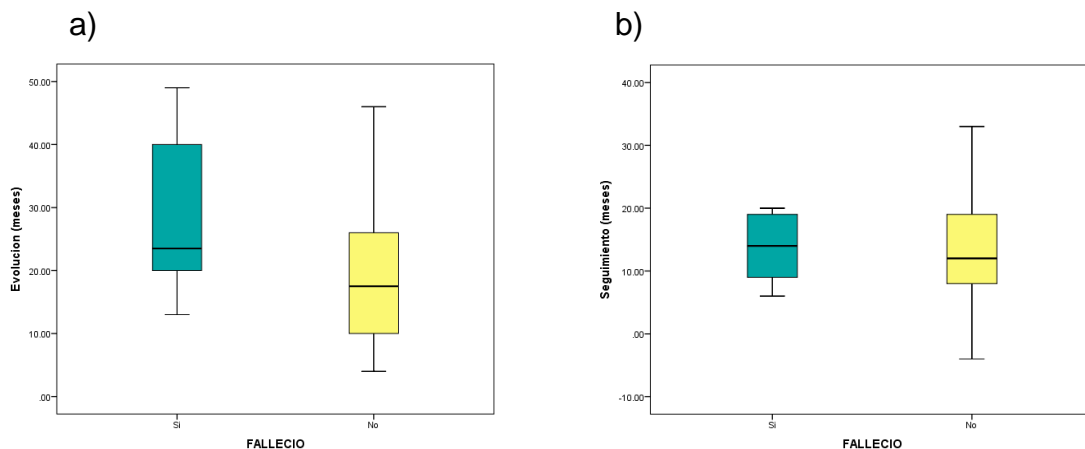 a)
50.00
40.00
30.00
20.00
10.00
.00
Evolucion (meses)
Si
No
FALLECIO
b)
40.00
30.00
20.00
10.00
.00
-10.00
Seguimiento (meses)
Si
No
FALLECIO